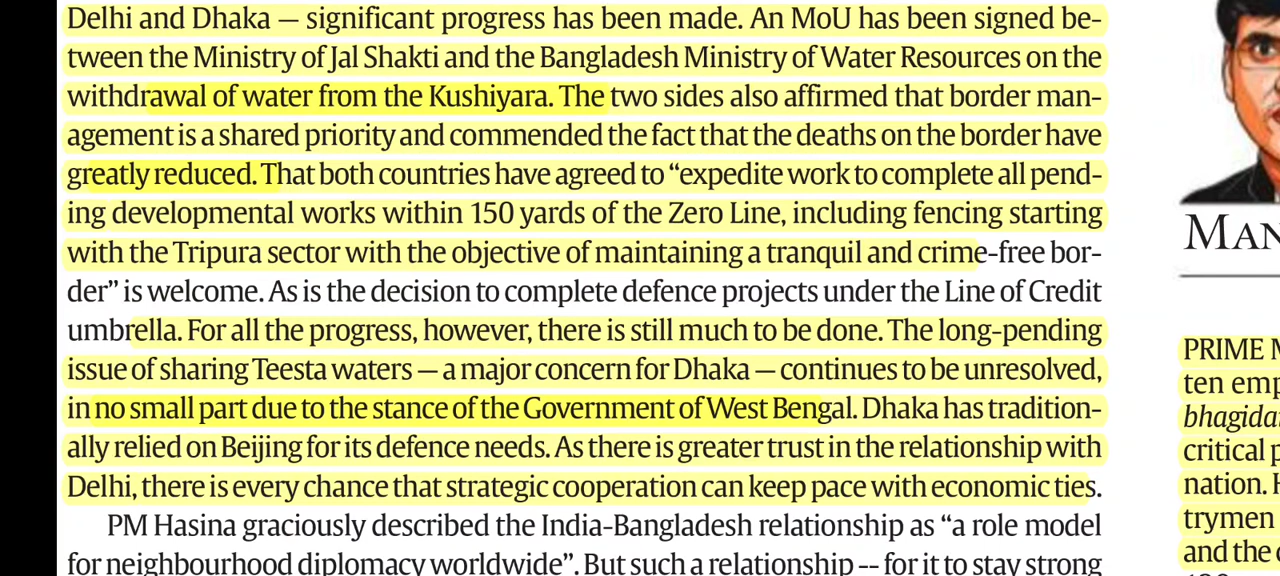 Delhi and Dhaka — significant progress has been made. An MoU has been signed be-
tween the Ministry of Jal Shakti and the Bangladesh Ministry of Water Resources on the
withdrawal of water from the Kushiyara. The two sides also affirmed that border man-
agement is a shared priority and commended the fact that the deaths on the border have
greatly reduced. That both countries have agreed to “expedite work to complete all pend-
ing developmental works within 150 yards of the Zero Line, including fencing starting
with the Tripura sector with the objective of maintaining a tranquil and crime-free bor-
der” is welcome. As is the decision to complete defence projects under the Line of Credit
umbrella. For all the progress, however, there is still much to be done. The long-pending
issue of sharing Teesta waters — a major concern for Dhaka — continues to be unresolved,
in no small part due to the stance of the Government of West Bengal. Dhaka has tradition-
ally relied on Beijing for its defence needs. As there is greater trust in the relationship with
Delhi, there is every chance that strategic cooperation can keep pace with economic ties.
PM Hasina graciously described the India-Bangladesh relationship as “a role model
for neighbourhood diplomacy worldwide”. But such a relationship -- for it to stay strong
MAN
PRIME M
ten emp
bhagida
critical p
nation. H
trymen
and the c